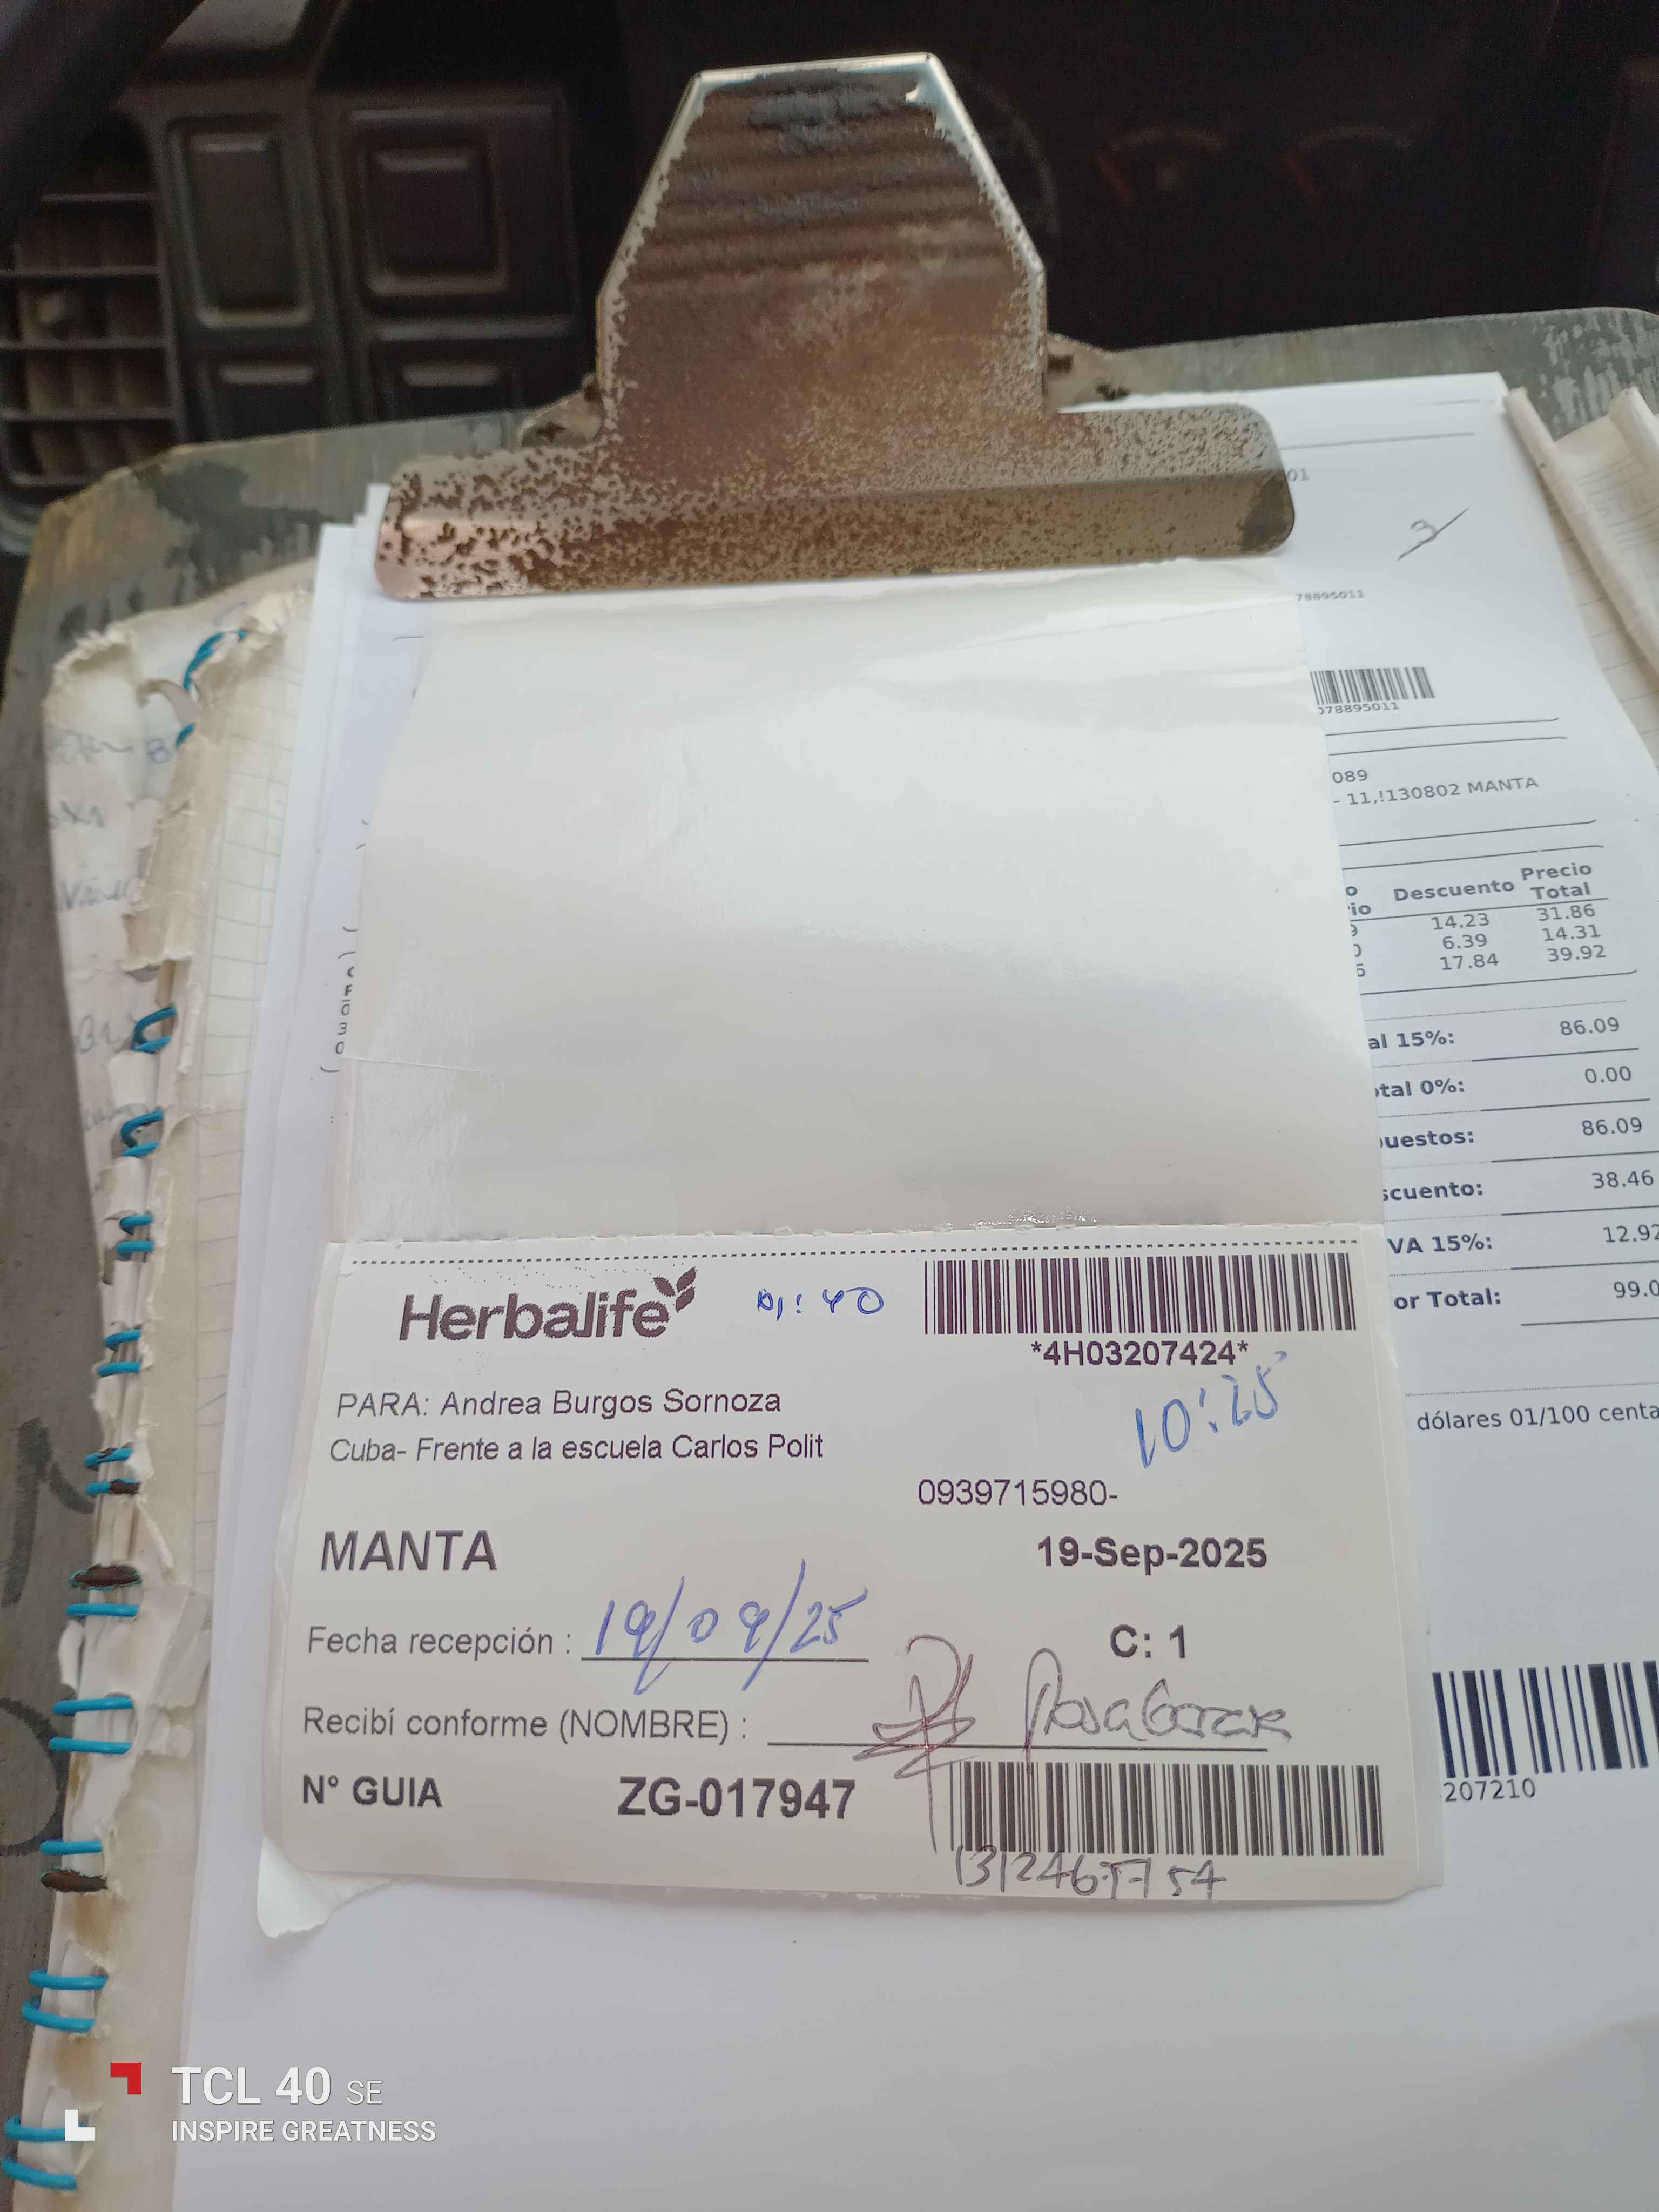 01
3
78895011
078895011
089
- 11,!130802 MANTA
Descuento Precio Total
14.23 31.86
6.39 14.31
17.84 39.92
al 15%: 86.09
tal 0%: 0.00
uestos: 86.09
scuento: 38.46
VA 15%: 12.92
or Total: 99.0
dólares 01/100 centa
207210
Herbalife
*4H03207424*
10:25
PARA: Andrea Burgos Sornoza
Cuba- Frente a la escuela Carlos Polit
0939715980-
MANTA 19-Sep-2025
Fecha recepción : 19/09/25 C: 1
Recibí conforme (NOMBRE) :
N° GUIA ZG-017947
TCL 40 SE
INSPIRE GREATNESS